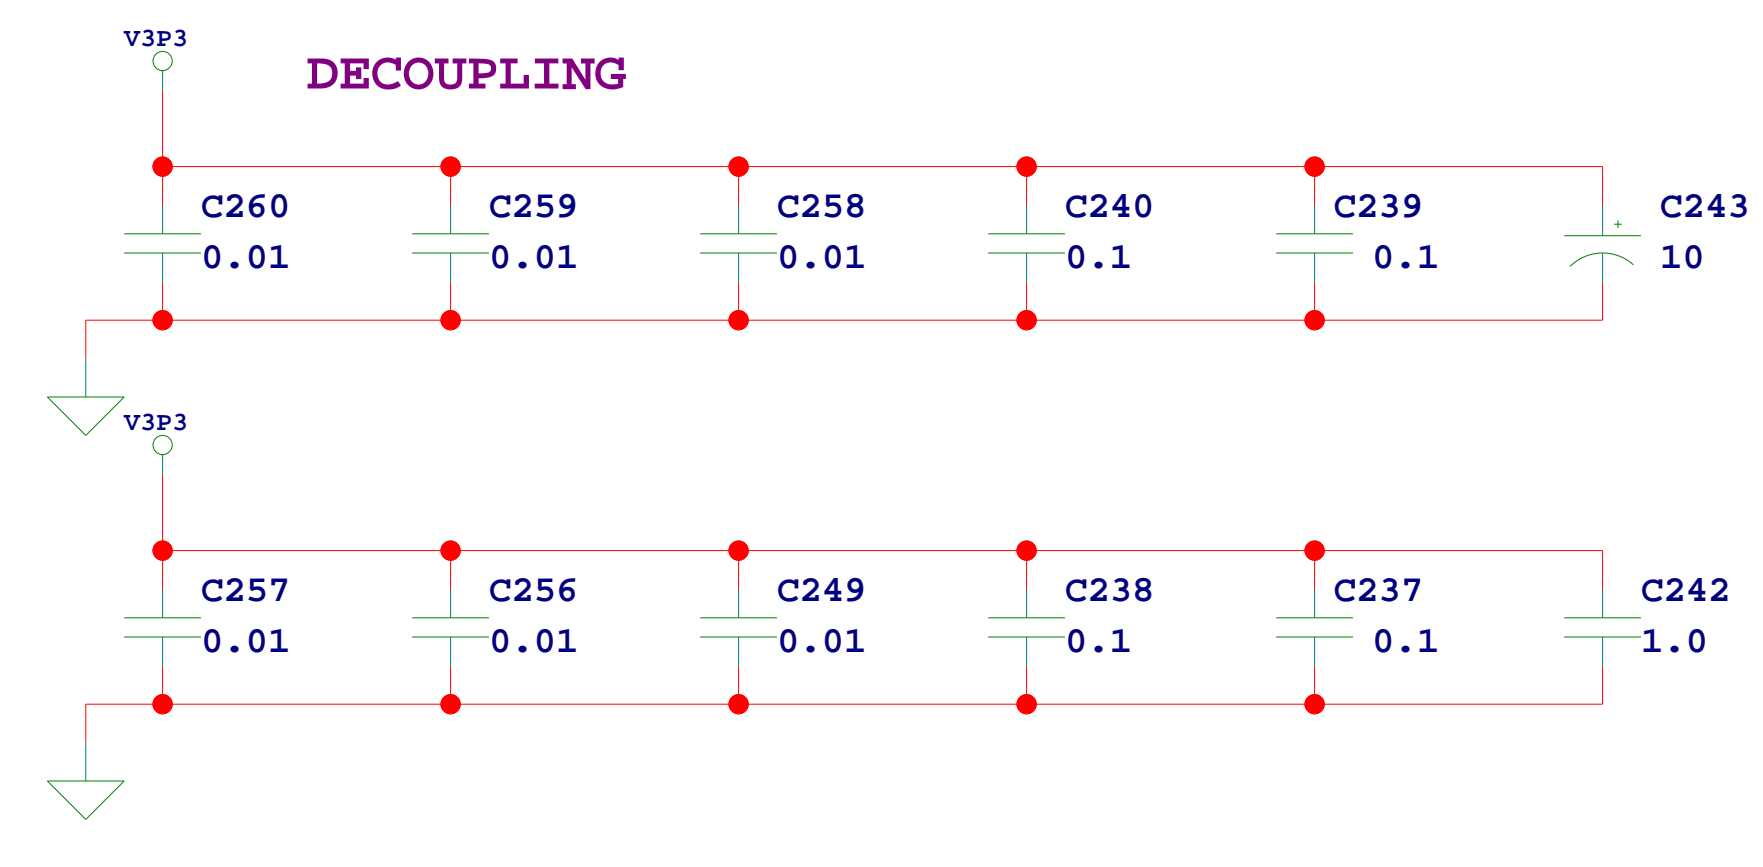 V3P3
DECOUPLING
C260 C259 C258 C240 C239 C243
+
0.01 0.01 0.01 0.1 0.1 10
V3P3
C257 C256 C249 C238 C237 C242
0.01 0.01 0.01 0.1 0.1 1.0